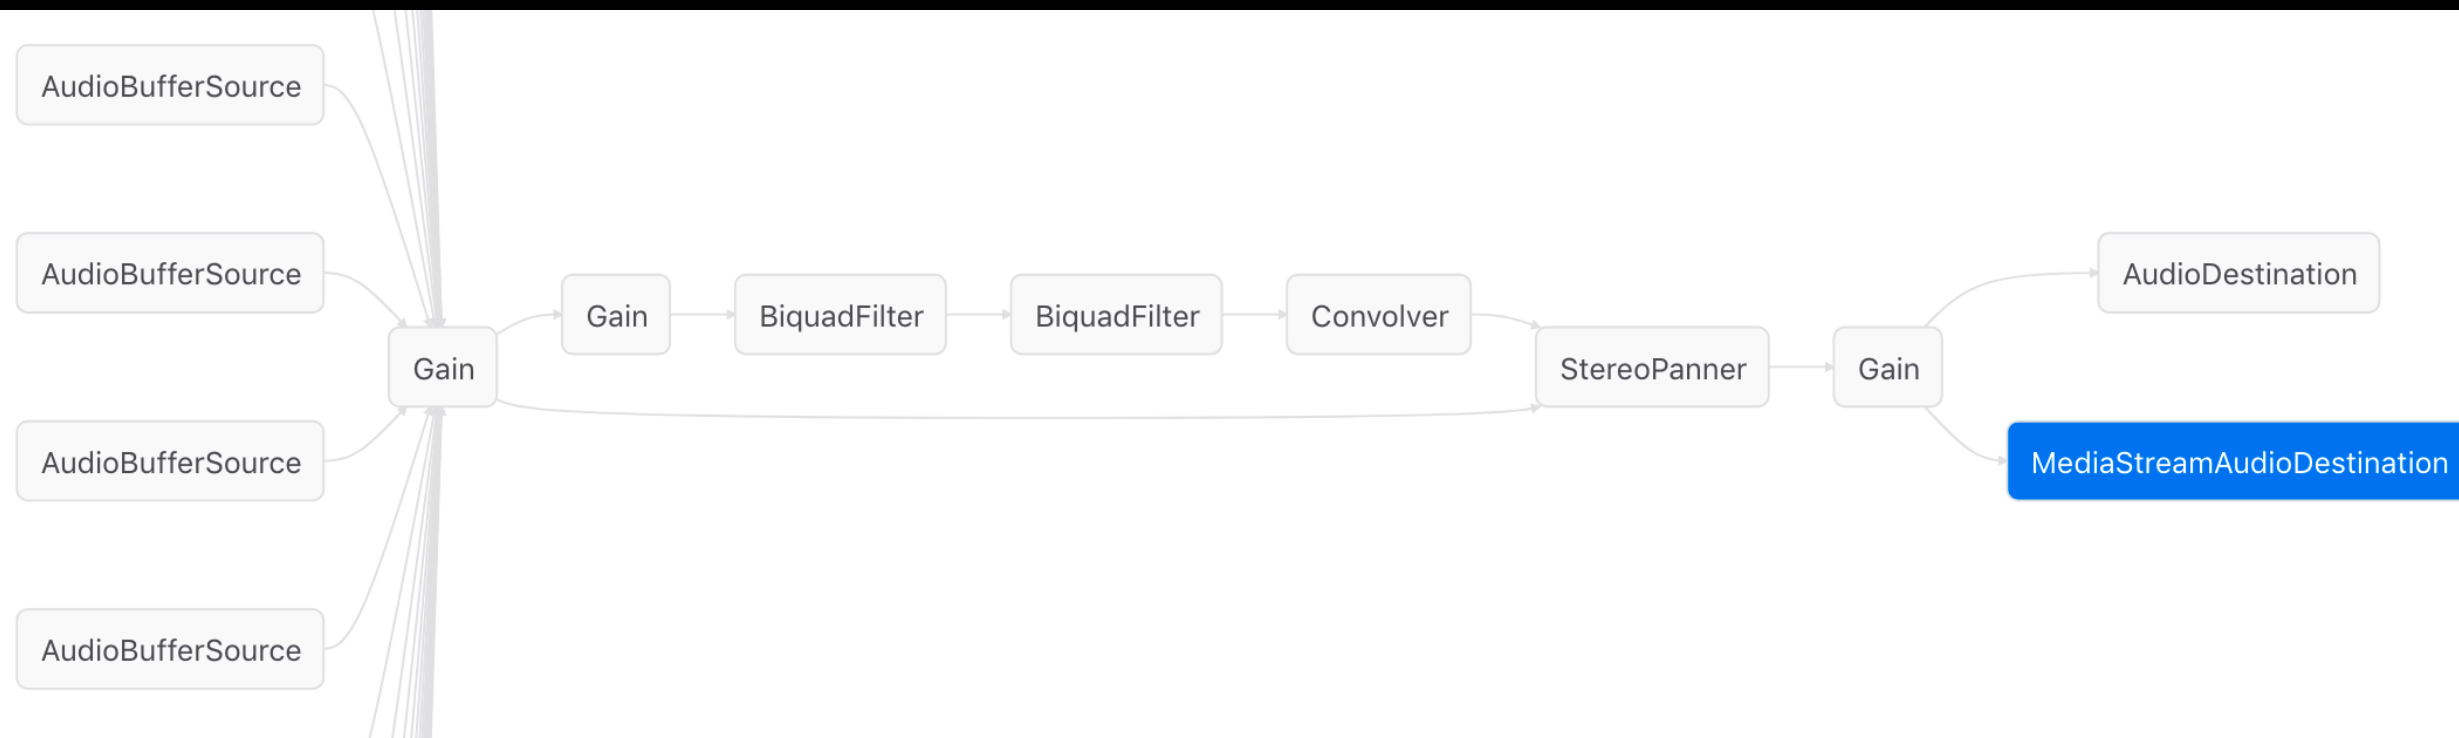 AudioBufferSource
AudioBufferSource
AudioBufferSource
AudioBufferSource
Gain
Gain
BiquadFilter
BiquadFilter
Convolver
StereoPanner
Gain
AudioDestination
MediaStreamAudioDestination